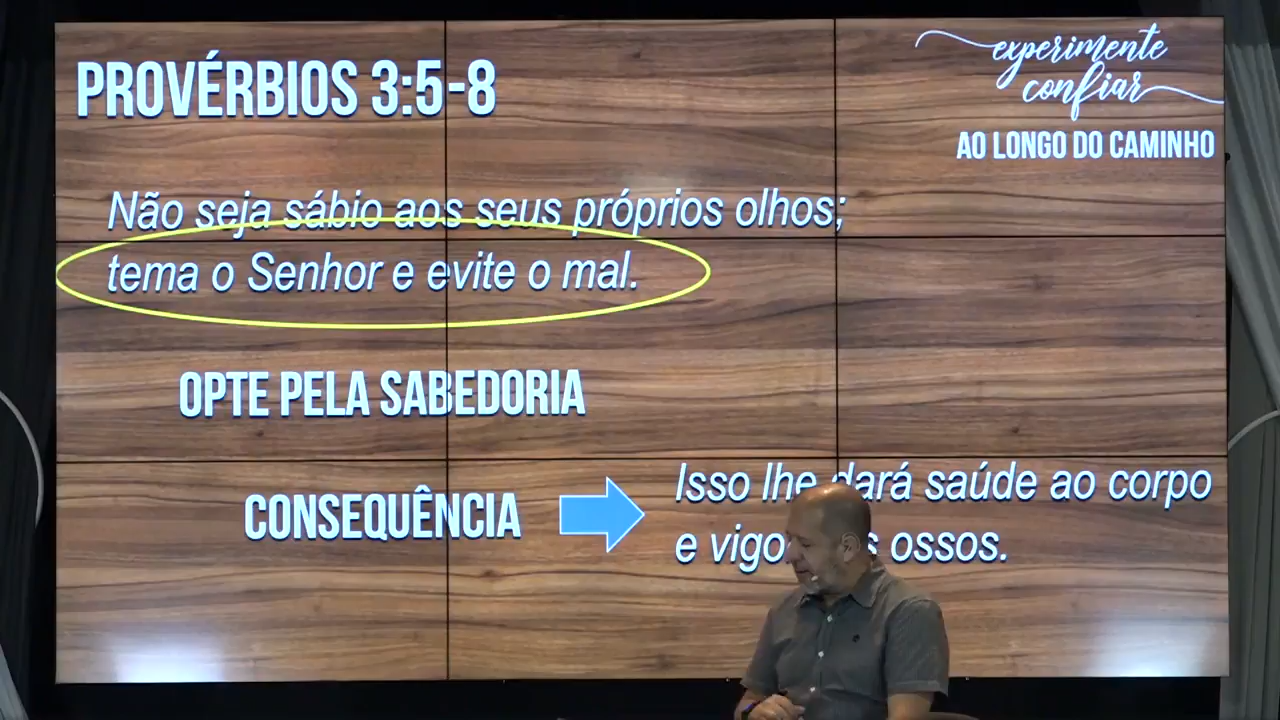 PROVÉRBIOS 3:5-8
experimente
confiar
AO LONGO DO CAMINHO
Não seja sábio aos seus próprios olhos;
tema o Senhor e evite o mal.
OPTE PELA SABEDORIA
CONSEQUÊNCIA
Isso lhe dará saúde ao corpo
e ossos.